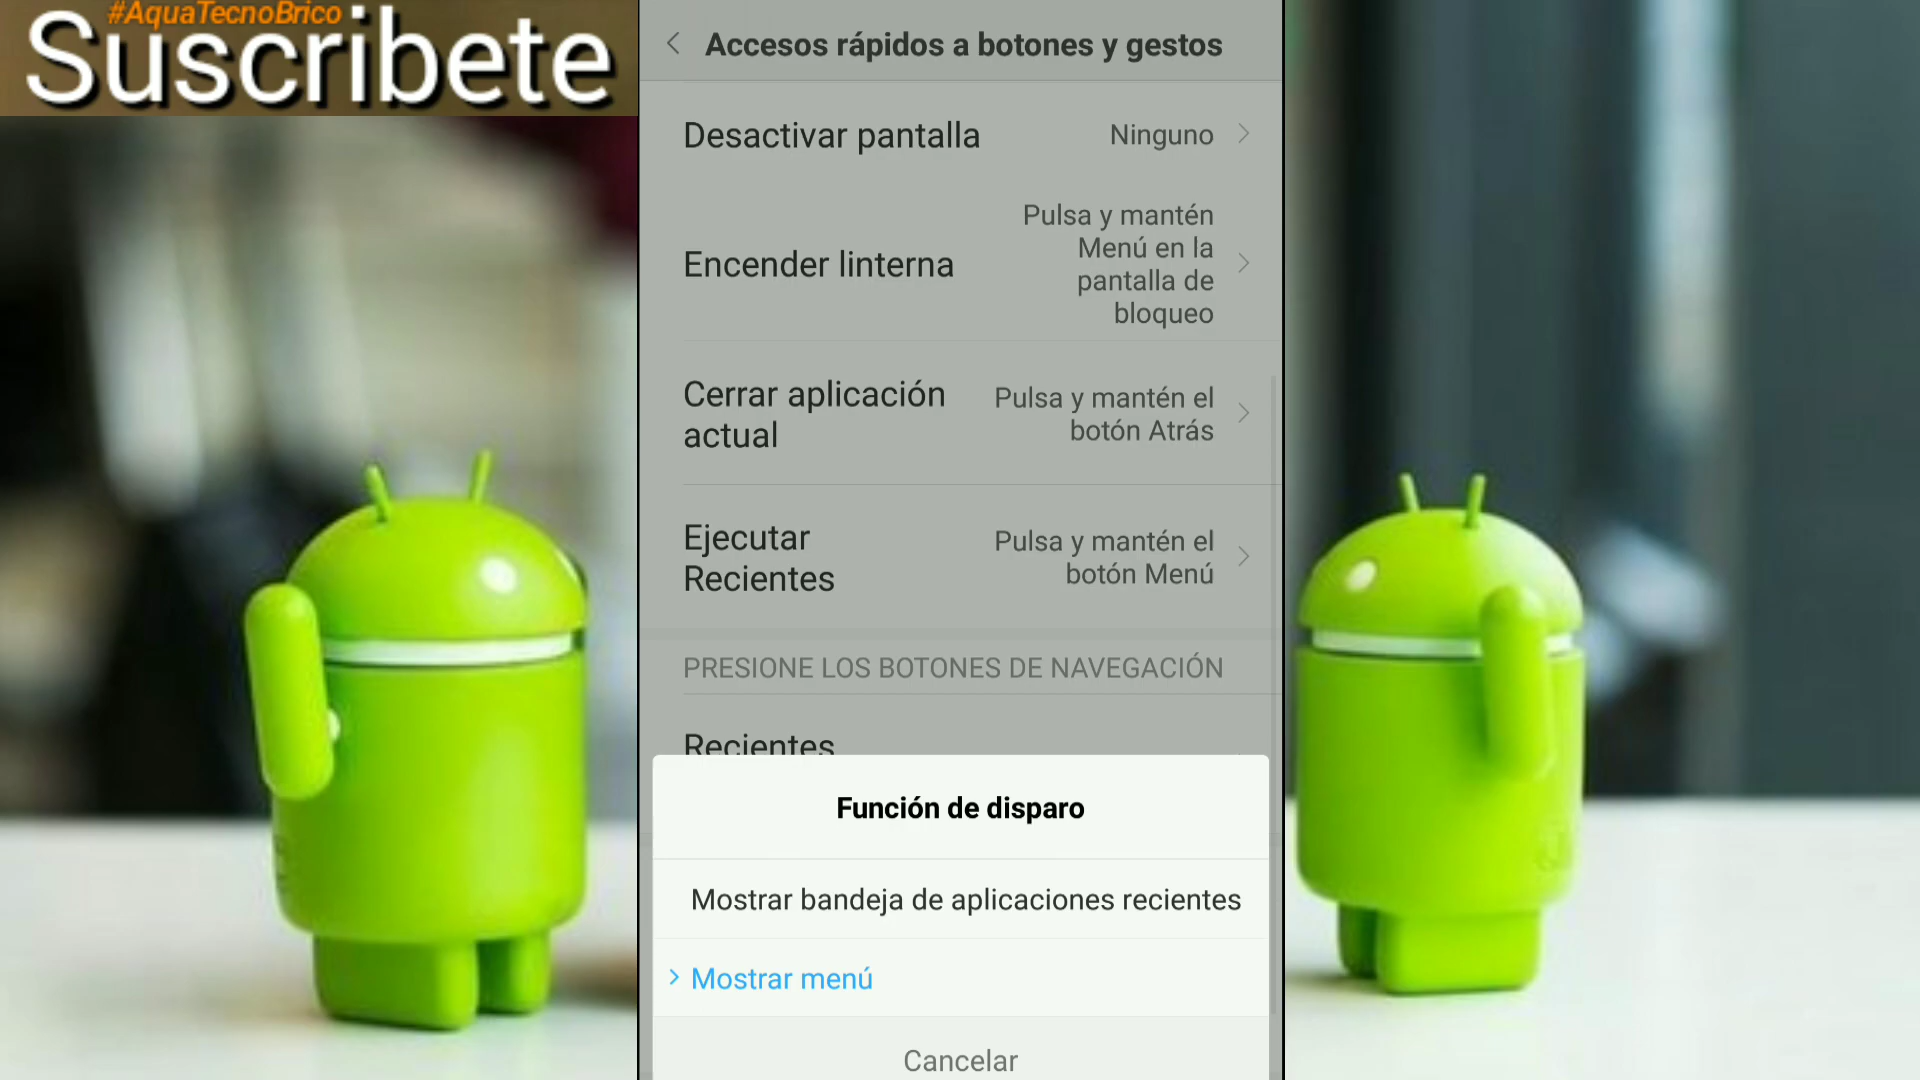 #AquaTecnoBrico
Suscribete
Accesos rápidos a botones y gestos
Desactivar pantalla
Ninguno
Encender linterna
Pulsa y mantén
Menú en la
pantalla de
bloqueo
Cerrar aplicación
actual
Pulsa y mantén el
botón Atrás
Ejecutar
Recientes
Pulsa y mantén el
botón Menú
PRESIONE LOS BOTONES DE NAVEGACIÓN
Recientes
Función de disparo
Mostrar bandeja de aplicaciones recientes
Mostrar menú
Cancelar